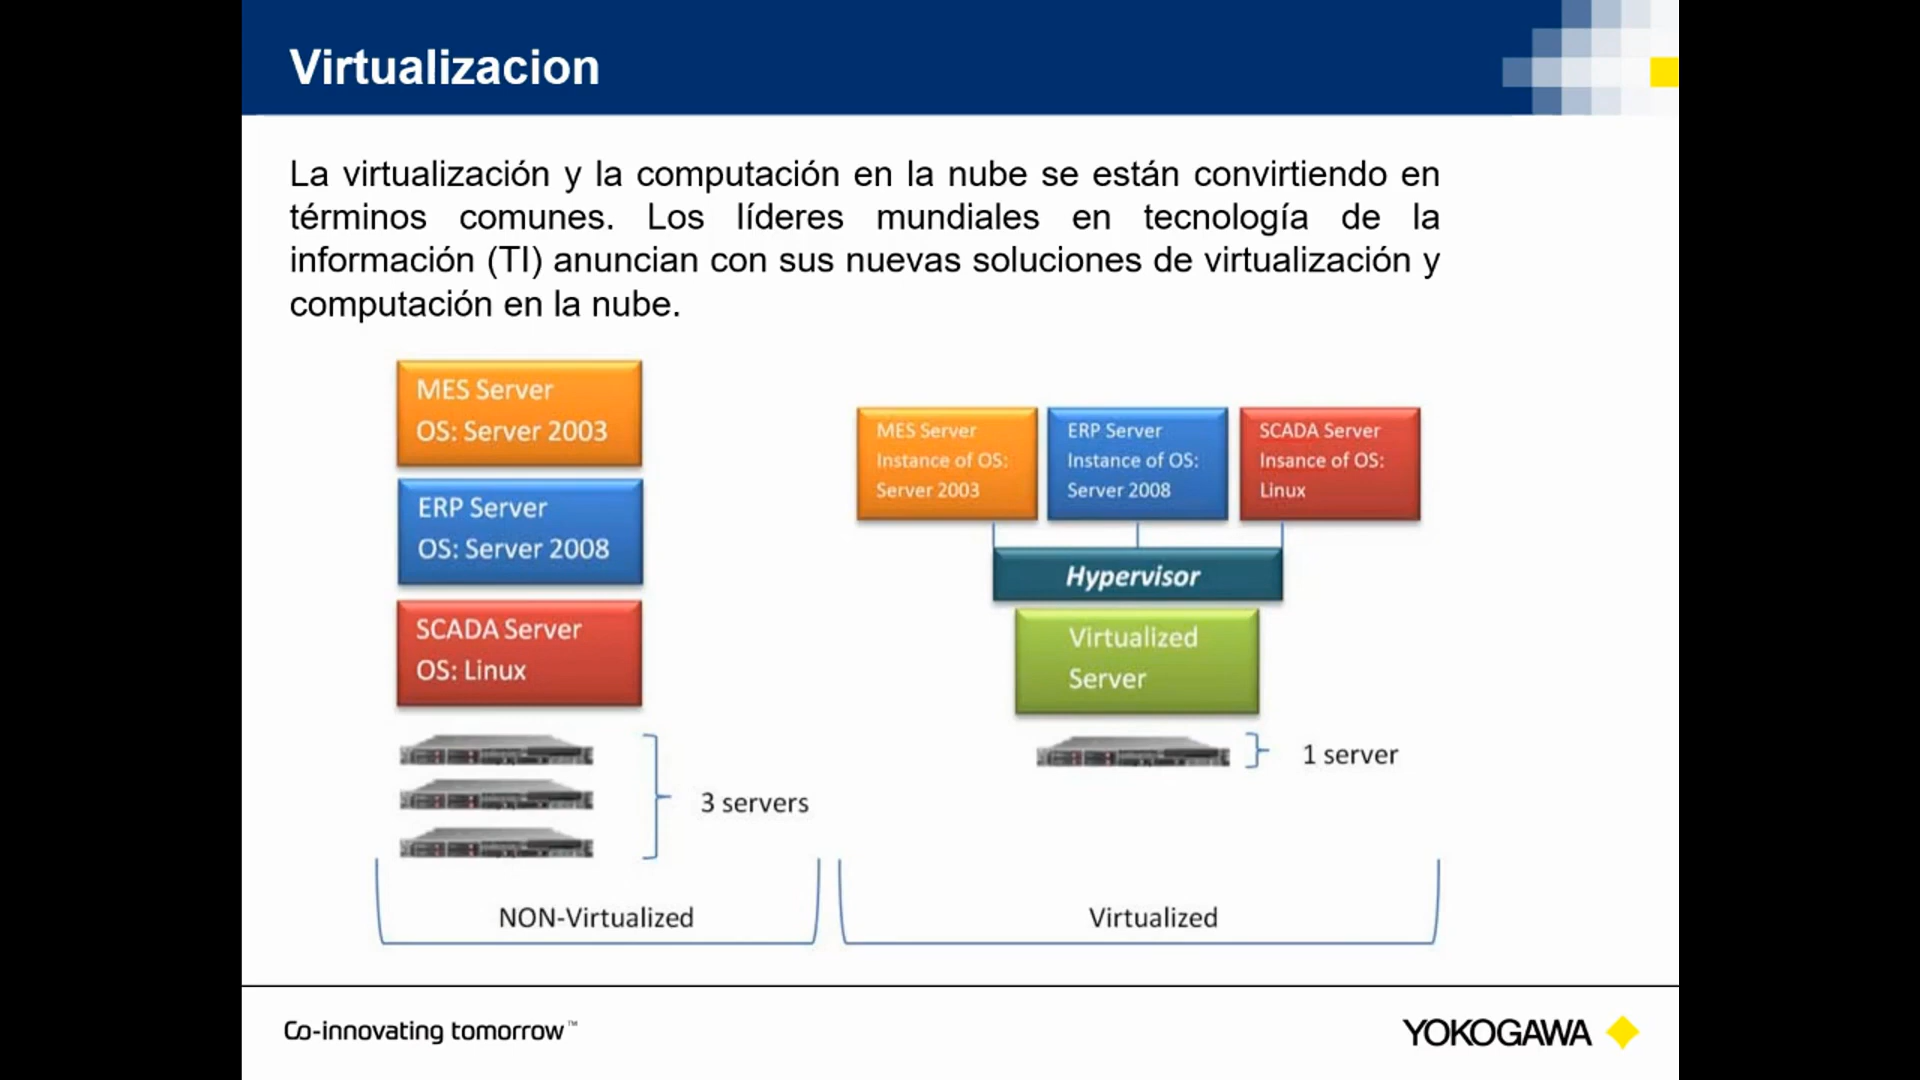 Virtualizacion
La virtualización y la computación en la nube se están convirtiendo en
términos comunes. Los líderes mundiales en tecnología de la
información (TI) anuncian con sus nuevas soluciones de virtualización y
computación en la nube.
MES Server
OS: Server 2003
ERP Server
OS: Server 2008
SCADA Server
OS: Linux
3 servers
NON-Virtualized
MES Server
Instance of OS:
Server 2003
ERP Server
Instance of OS:
Server 2008
SCADA Server
Insance of OS:
Linux
Hypervisor
Virtualized
Server
1 server
Virtualized
Co-innovating tomorrow™
YOKOGAWA